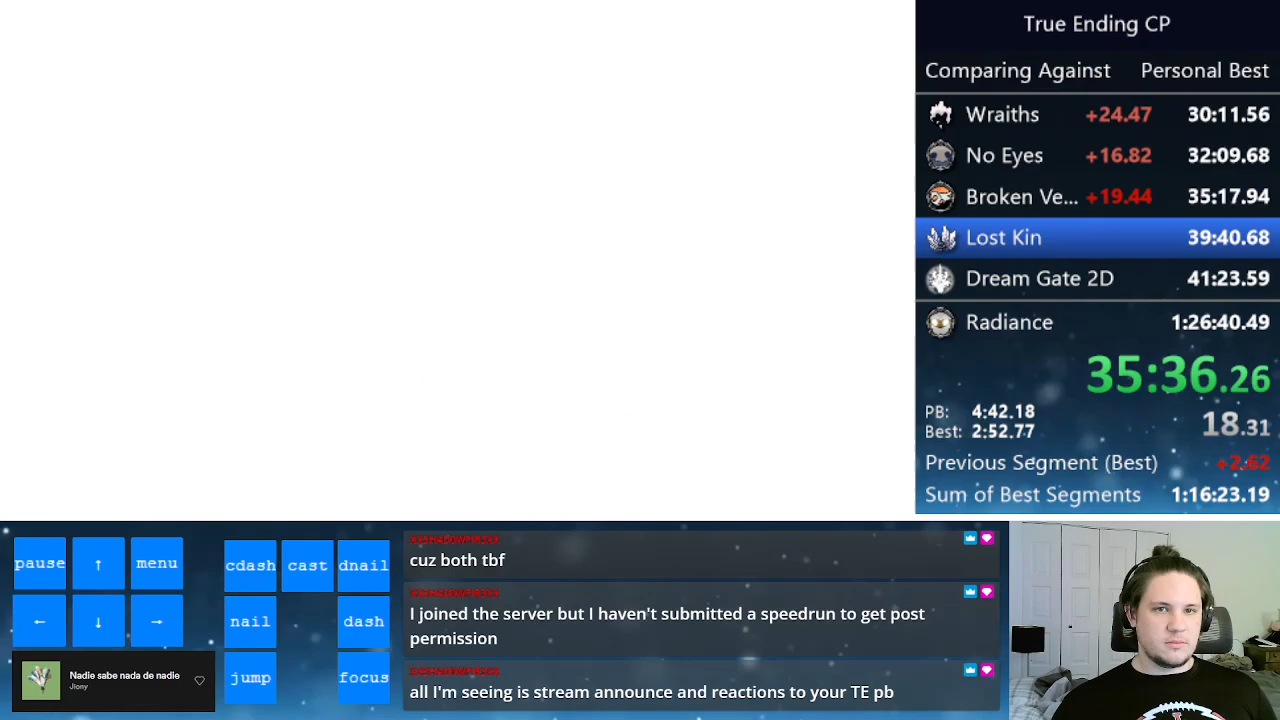 True Ending CP
Comparing Against Personal Best
Wraiths +24.47 30:11.56
No Eyes +16.82 32:09.68
Broken Ve... +19.44 35:17.94
Lost Kin 39:40.68
Dream Gate 2D 41:23.59
Radiance 1:26:40.49
35:36.26
PB: 4:42.18
Best: 2:52.77
18.31
Previous Segment (Best) +2.62
Sum of Best Segments 1:16:23.19
pause ↑ menu
← ↓ →
cdash cast dnail
nail dash
jump focus
Nadie sabe nada de nadie
Jiony
cuz both tbf
I joined the server but I haven't submitted a speedrun to get post
permission
all I'm seeing is stream announce and reactions to your TE pb